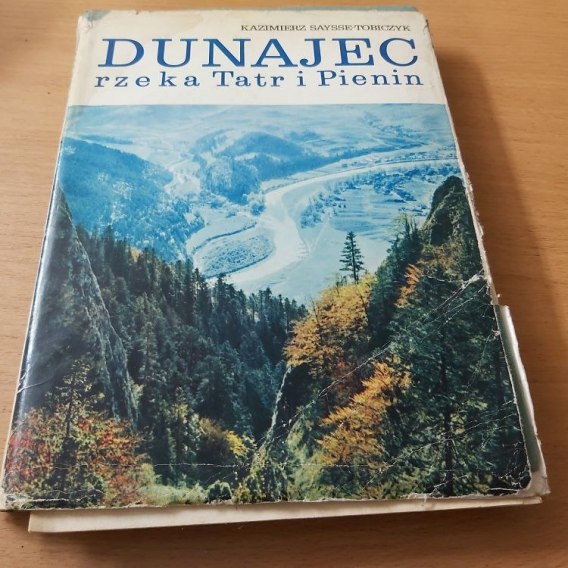 KAZIMIERZ SAYSSE-TOBICZYK
DUNAJEC
rzeka Tatr i Pienin